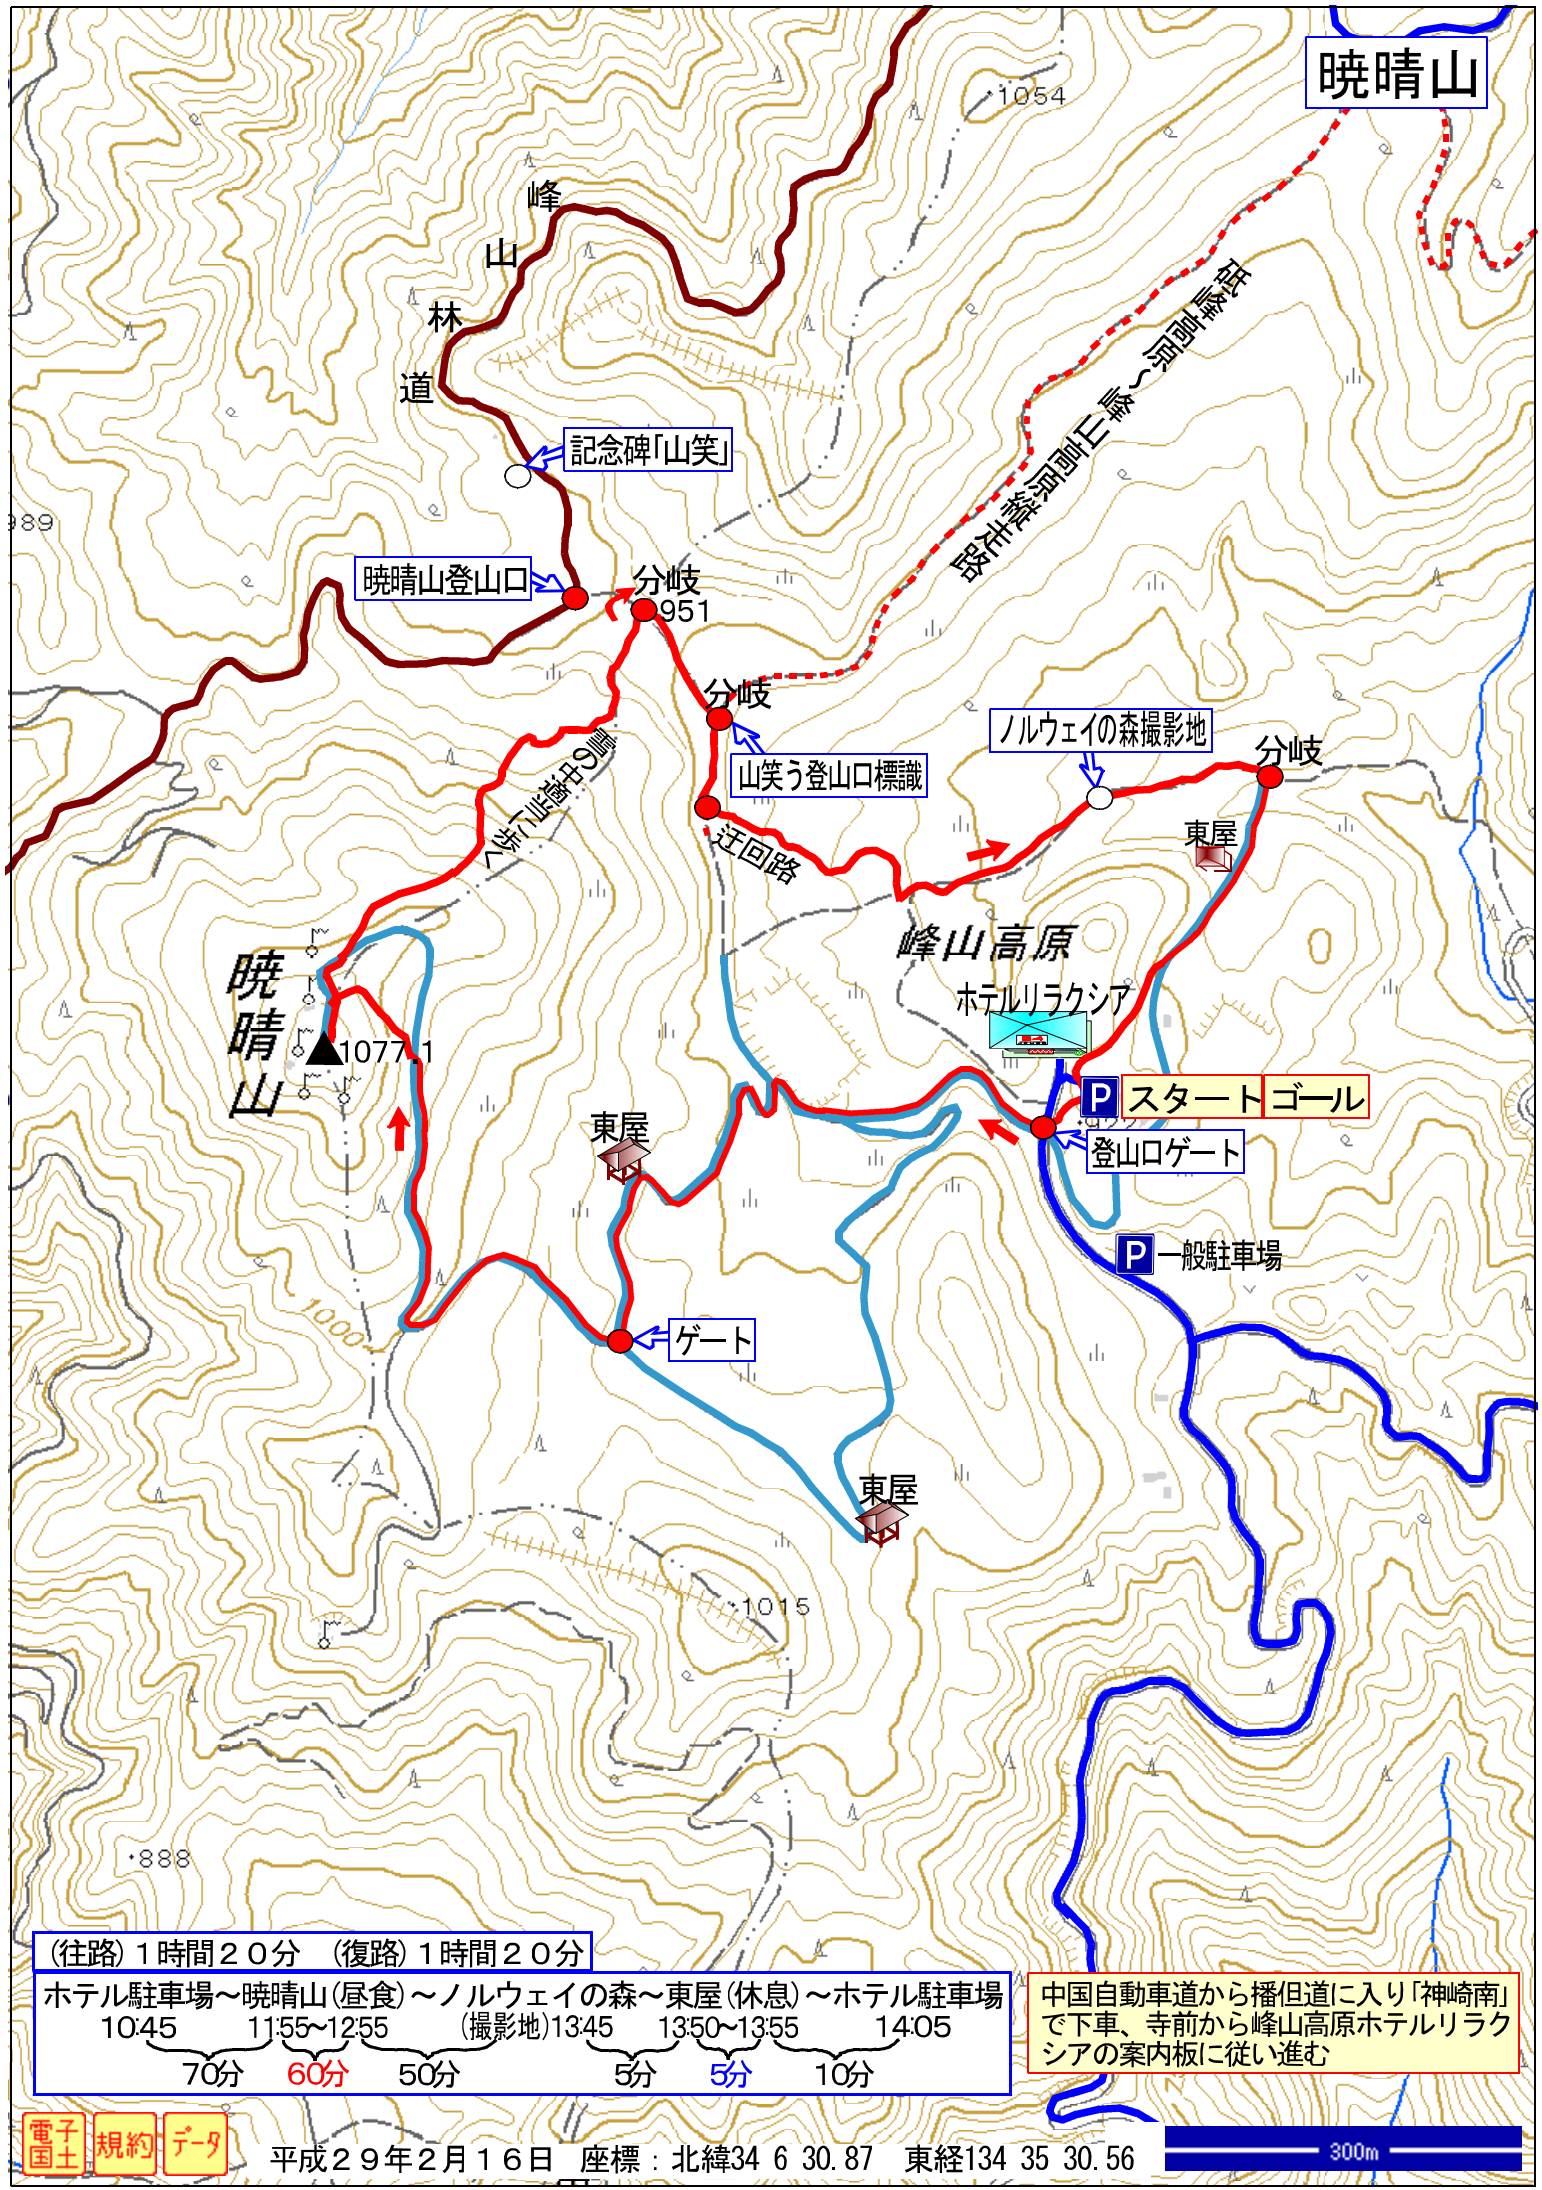 暁晴山
1054
峰
山
林
道
砥峰高原～峰山高原縦走路
記念碑｢山笑｣
989
暁晴山登山口
分岐
951
分岐
山笑う登山口標識
ノルウェイの森撮影地
分岐
東屋
雪の中適当に歩く
迂回路
峰山高原
ホテルリラクシア
暁晴山
1077.1
P
スタート
ゴール
922
登山口ゲート
東屋
P
一般駐車場
1000
ゲート
東屋
1015
888
(往路)１時間２０分　(復路)１時間２０分
ホテル駐車場～暁晴山(昼食)～ノルウェイの森～東屋(休息)～ホテル駐車場
10:45 11:55～12:55 (撮影地)13:45 13:50～13:55 14:05
70分 60分 50分 5分 5分 10分
中国自動車道から播但道に入り｢神崎南｣
で下車、寺前から峰山高原ホテルリラク
シアの案内板に従い進む
電子国土
規約
データ
平成２９年２月１６日　座標：北緯34 6 30.87　東経134 35 30.56
300m